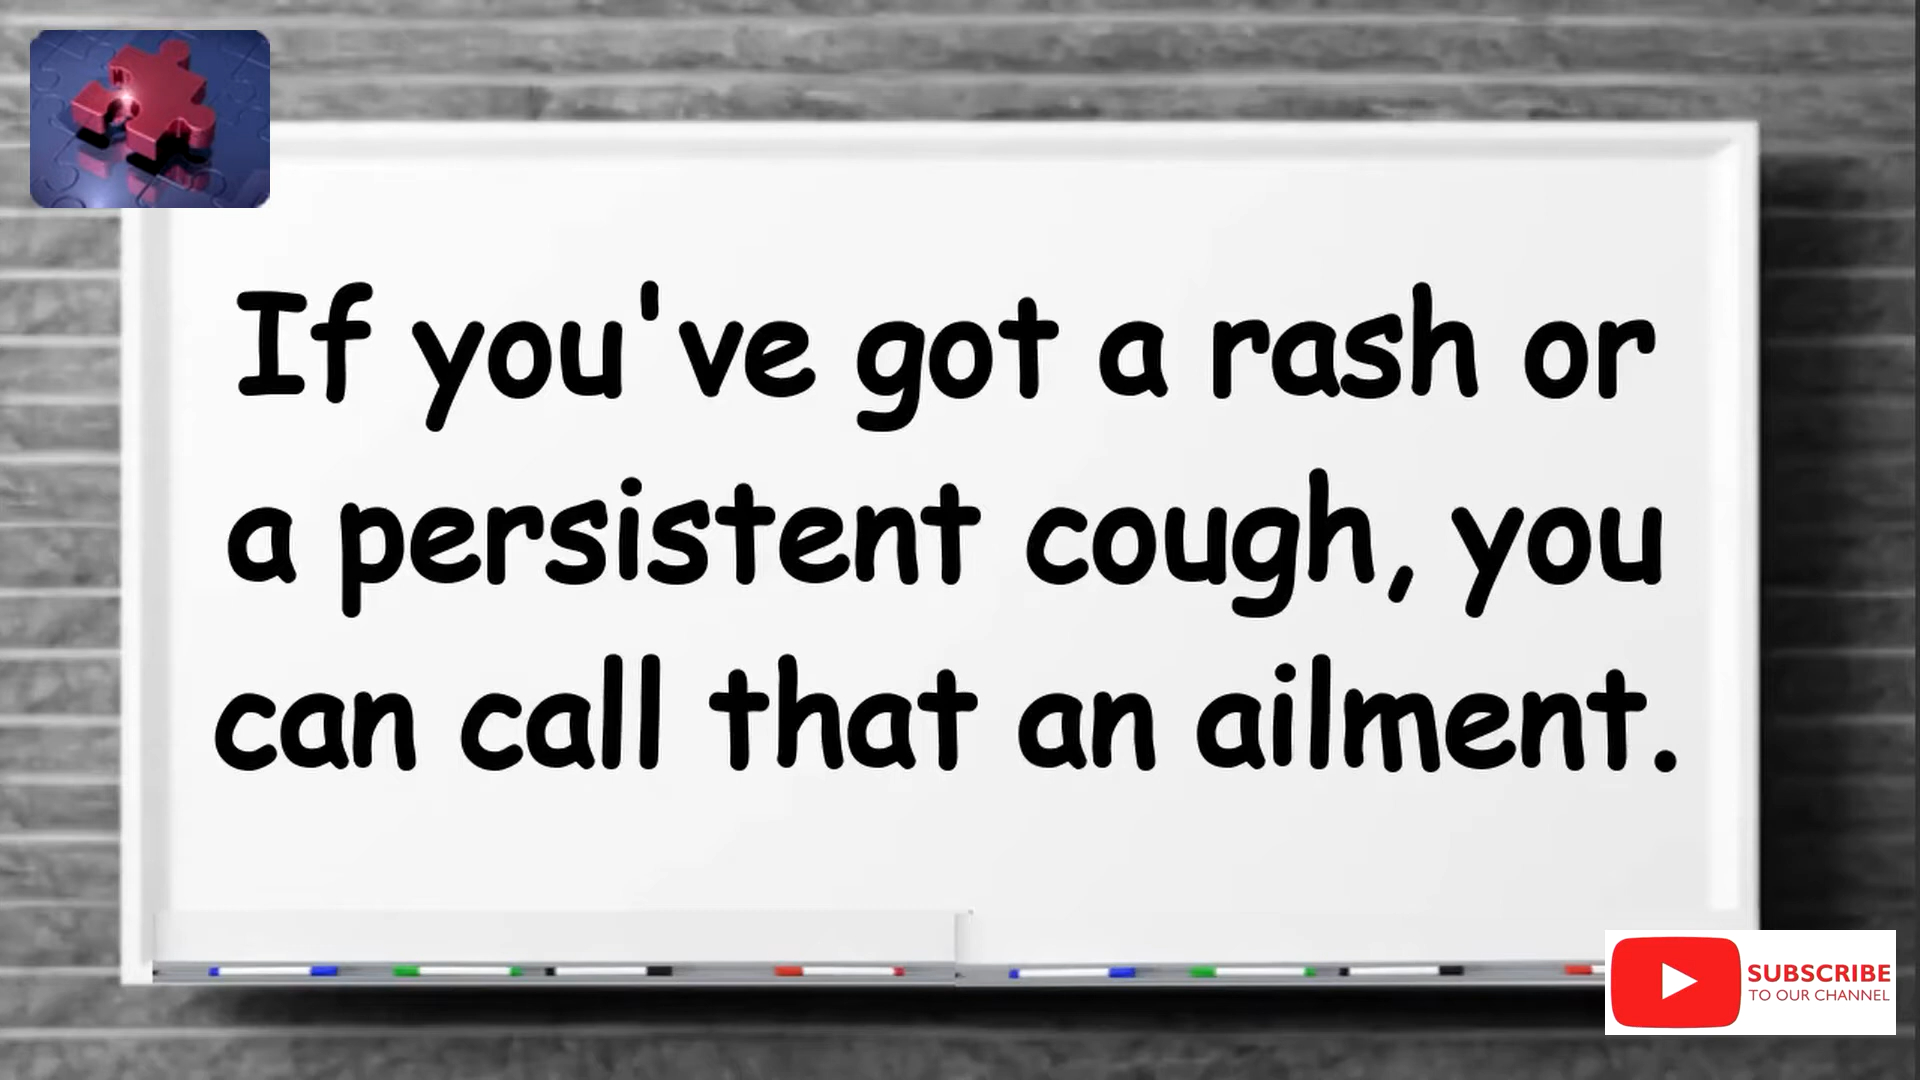 If you've got a rash or
a persistent cough, you
can call that an ailment.
SUBSCRIBE
TO OUR CHANNEL